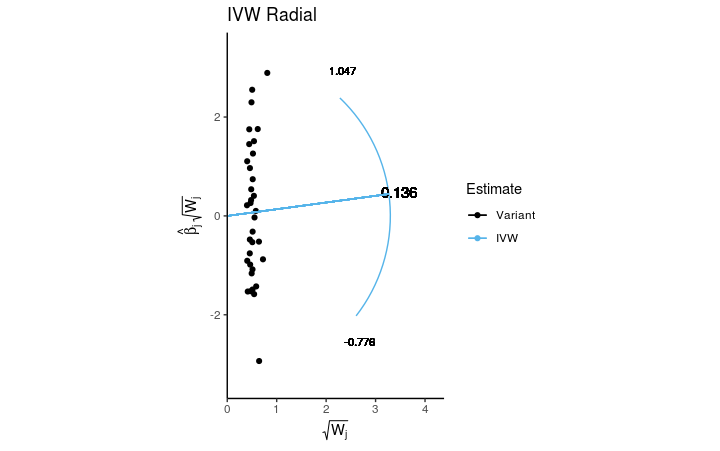 IVW Radial
1.047
2
0.136
0
-2
-0.776
β̂j√Wj
0 1 2 3 4
√Wj
Estimate
Variant
IVW